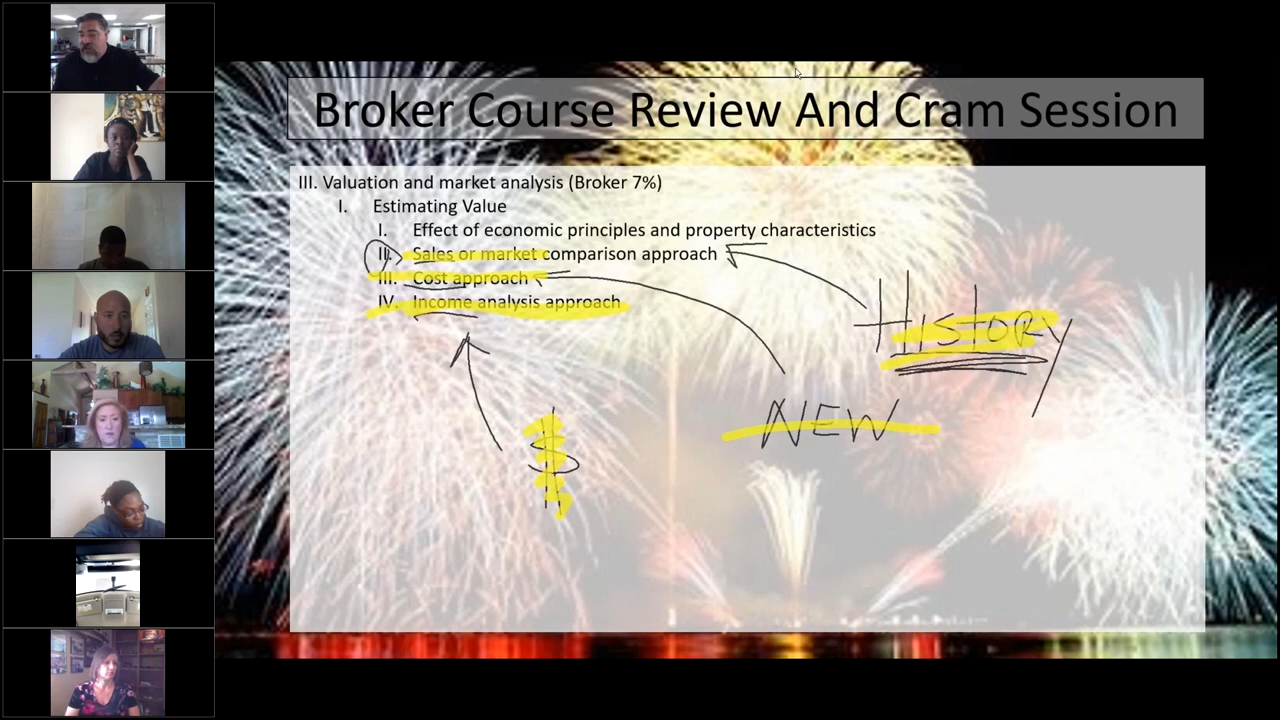 Broker Course Review And Cram Session
III. Valuation and market analysis (Broker 7%)
I. Estimating Value
I. Effect of economic principles and property characteristics
II. Sales or market comparison approach
III. Cost approach
IV. Income analysis approach
HISTORY
NEW
$